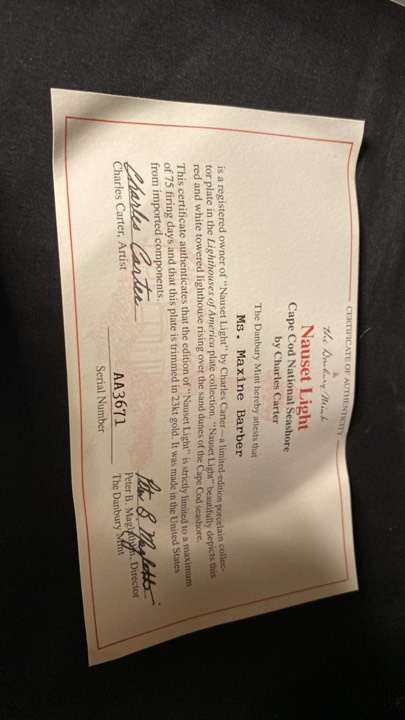 CERTIFICATE OF AUTHENTICITY
The Danbury Mint
Nauset Light
Cape Cod National Seashore
by Charles Carter
The Danbury Mint hereby attests that
Ms. Maxine Barber
is a registered owner of "Nauset Light" by Charles Carter—a limited-edition porcelain collec-
tor plate in the Lighthouses of America plate collection. "Nauset Light" beautifully depicts this
red and white towered lighthouse rising over the sand dunes of the Cape Cod seashore.
This certificate authenticates that the edition of "Nauset Light" is strictly limited to a maximum
of 75 firing days and that this plate is trimmed in 23kt gold. It was made in the United States
from imported components.
Charles Carter
Charles Carter, Artist
AA3671
Serial Number
Peter B. Maglathlin, Director
The Danbury Mint